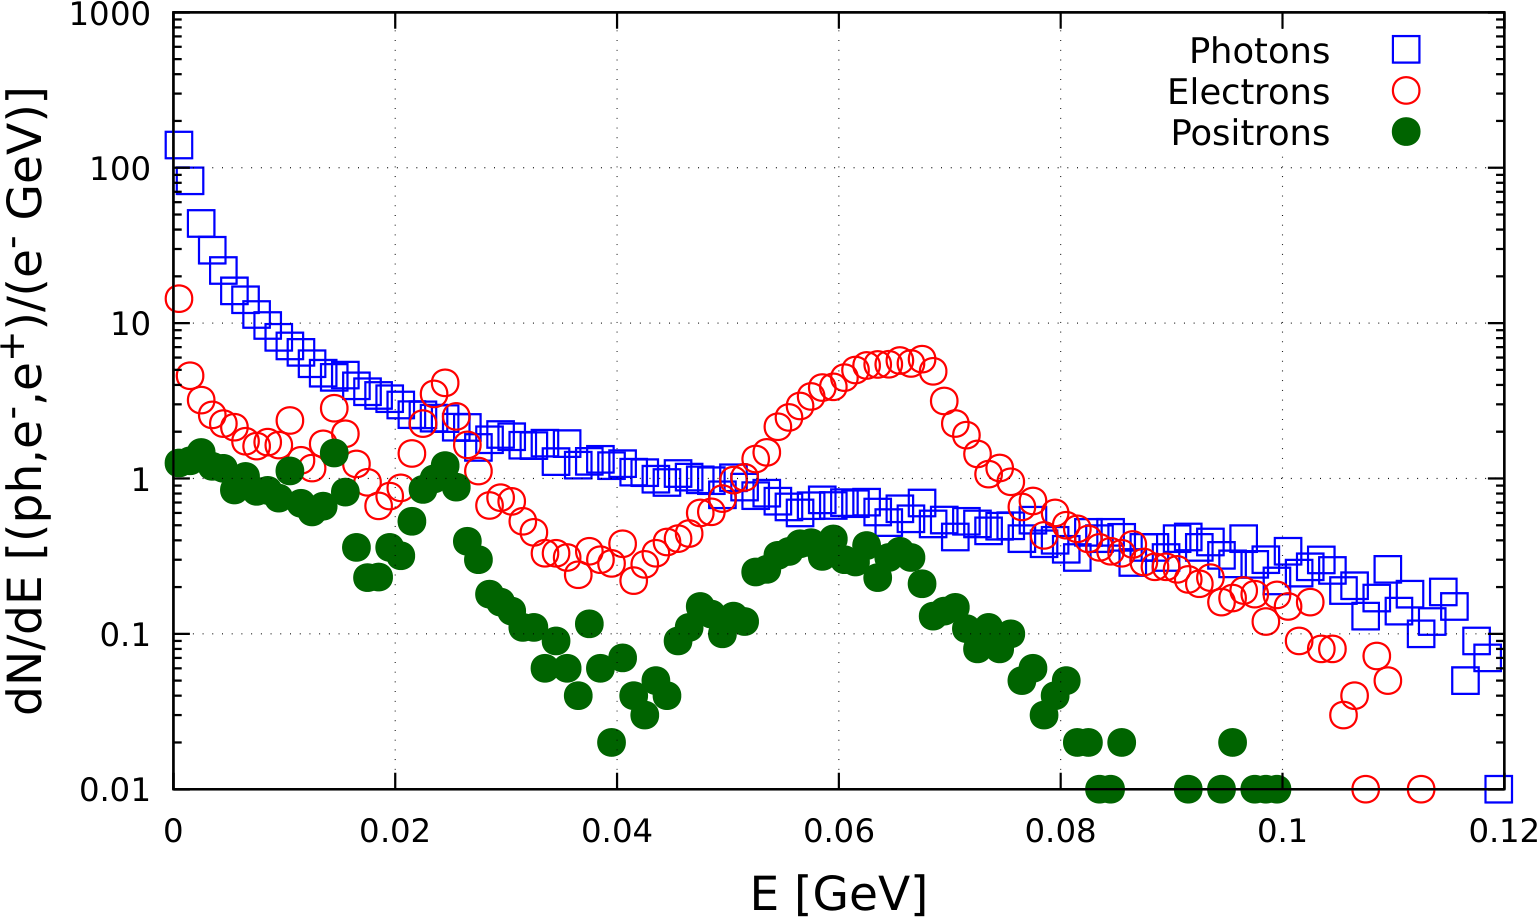 dN/dE [(ph,e⁻,e⁺)/(e⁻ GeV)]
1000
100
10
1
0.1
0.01
Photons
Electrons
Positrons
0 0.02 0.04 0.06 0.08 0.1 0.12
E [GeV]